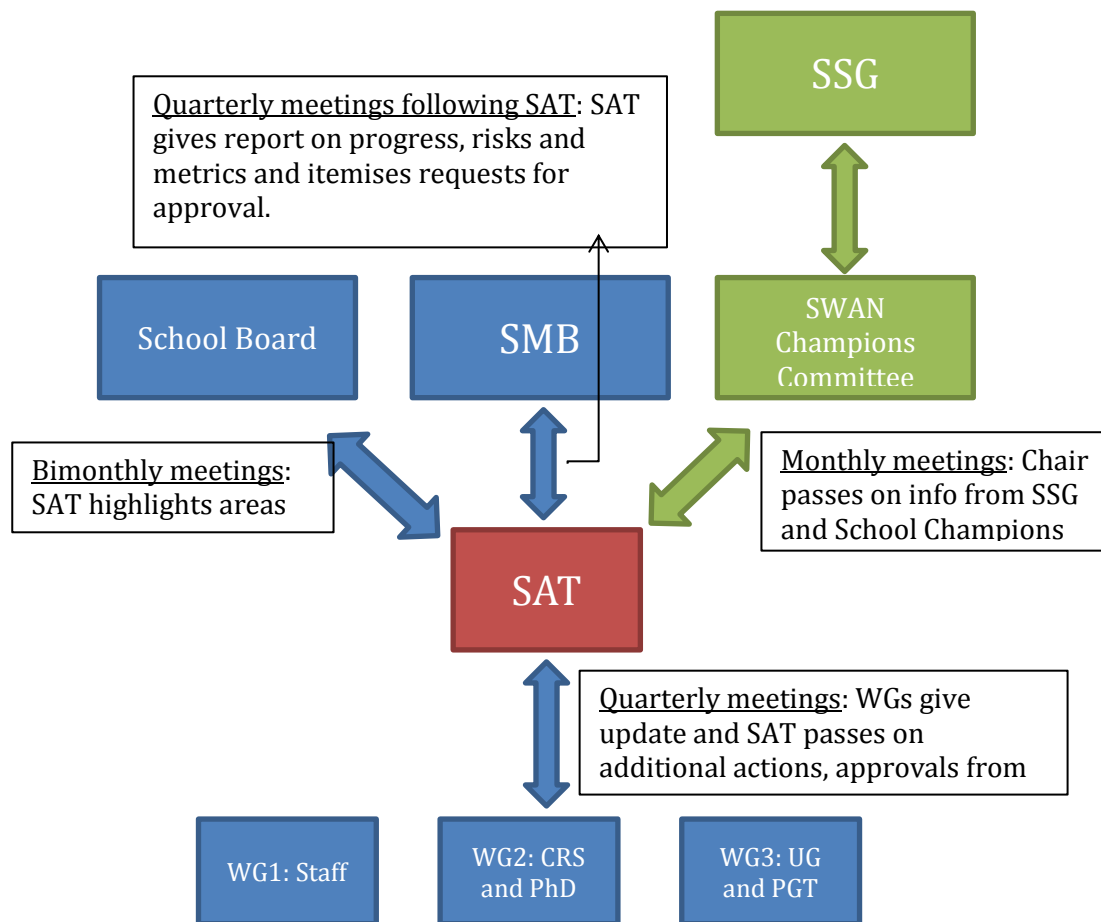 SSG
Quarterly meetings following SAT: SAT
gives report on progress, risks and
metrics and itemises requests for
approval.
School Board
SMB
SWAN
Champions
Committee
Bimonthly meetings:
SAT highlights areas
Monthly meetings: Chair
passes on info from SSG
and School Champions
SAT
Quarterly meetings: WGs give
update and SAT passes on
additional actions, approvals from
WG1: Staff
WG2: CRS
and PhD
WG3: UG
and PGT